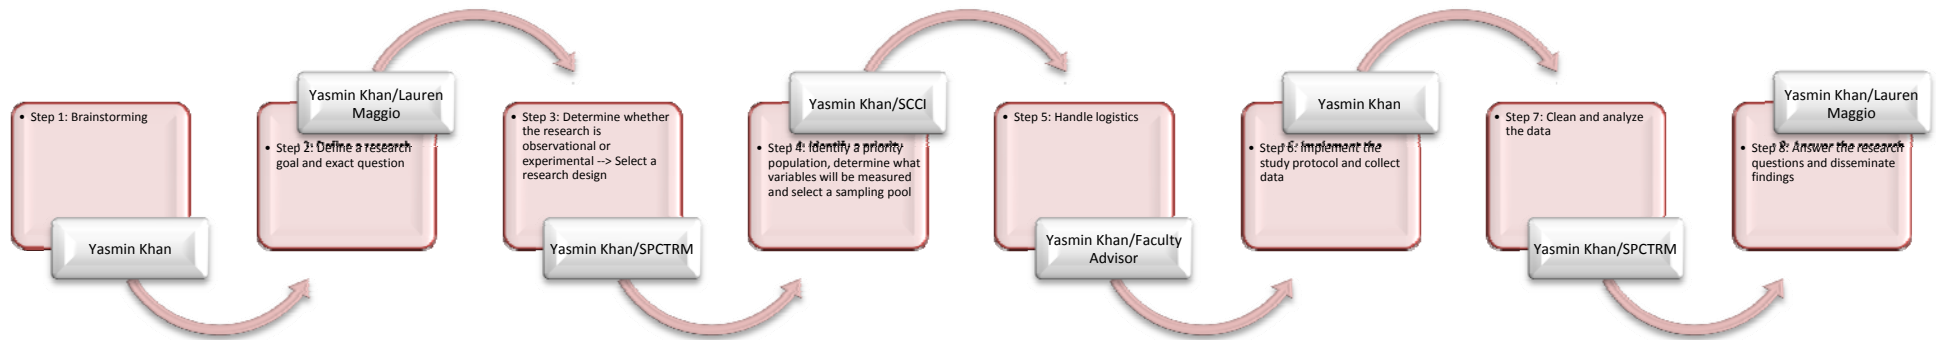 • Step 1: Brainstorming
Yasmin Khan
Yasmin Khan/Lauren
Maggio
• Step 2: Define a research
goal and exact question
• Step 3: Determine whether
the research is
observational or
experimental --> Select a
research design
Yasmin Khan/SPCTRM
Yasmin Khan/SCCI
• Step 4: Identify a priority
population, determine what
variables will be measured
and select a sampling pool
• Step 5: Handle logistics
Yasmin Khan/Faculty
Advisor
Yasmin Khan
• Step 6: Implement the
study protocol and collect
data
• Step 7: Clean and analyze
the data
Yasmin Khan/SPCTRM
Yasmin Khan/Lauren
Maggio
• Step 8: Answer the research
questions and disseminate
findings